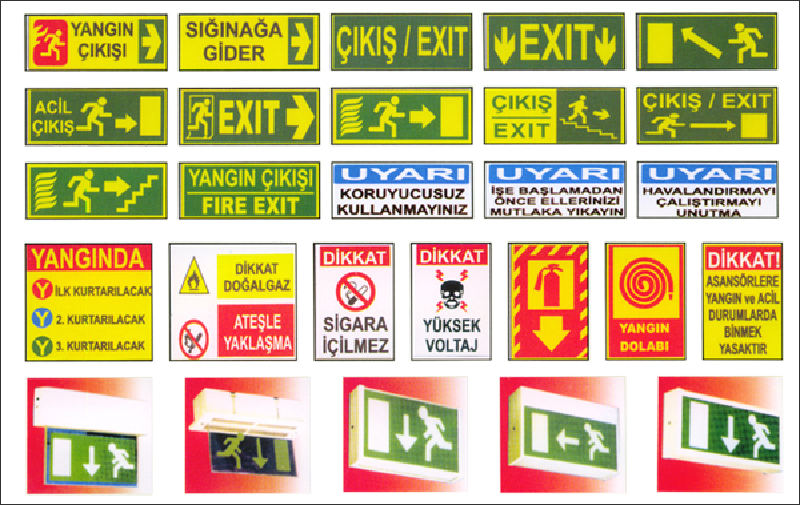 YANGIN
ÇIKIŞI
SIĞINAĞA
GİDER
ÇIKIŞ / EXIT
EXIT
ACİL
ÇIKIŞ
EXIT
ÇIKIŞ
EXIT
ÇIKIŞ / EXIT
YANGIN ÇIKIŞI
FIRE EXIT
UYARI
KORUYUCUSUZ
KULLANMAYINIZ
UYARI
İŞE BAŞLAMADAN
ÖNCE ELLERİNİZİ
MUTLAKA YIKAYIN
UYARI
HAVALANDIRMAYI
ÇALIŞTIRMAYI
UNUTMA
YANGINDA
Y İLK KURTARILACAK
Y 2. KURTARILACAK
Y 3. KURTARILACAK
DİKKAT
DOĞALGAZ
ATEŞLE
YAKLAŞMA
DİKKAT
SİGARA
İÇİLMEZ
DİKKAT
YÜKSEK
VOLTAJ
YANGIN
DOLABI
DİKKAT!
ASANSÖRLERE
YANGIN ve ACİL
DURUMLARDA
BİNMEK
YASAKTIR